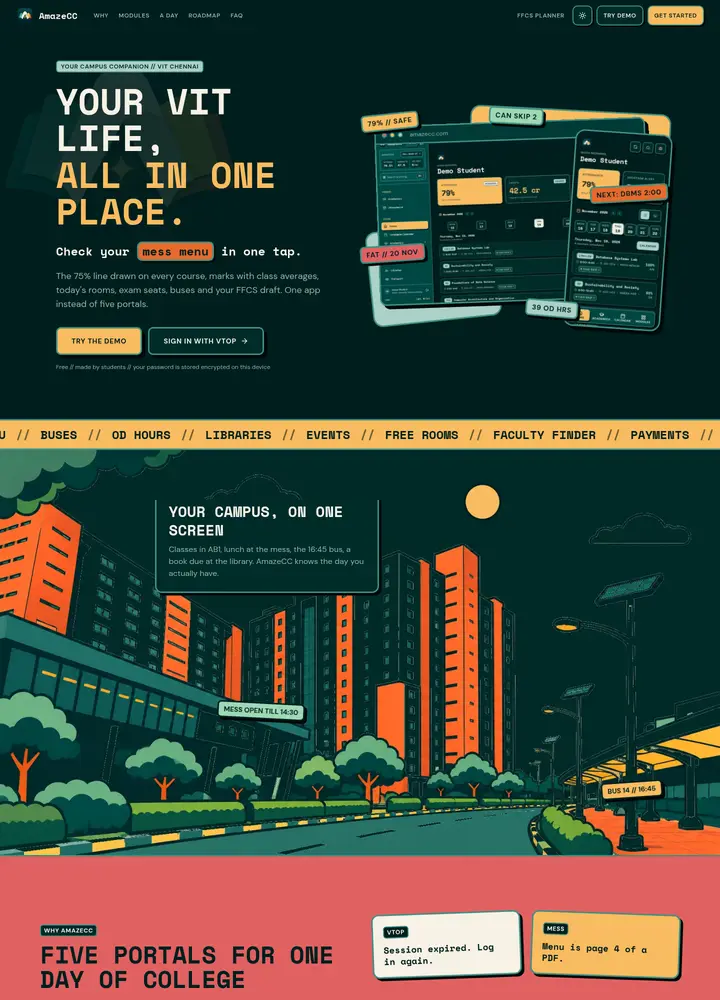 AmazeCC
WHY MODULES A DAY ROADMAP FAQ
FFCS PLANNER
TRY DEMO
GET STARTED
YOUR CAMPUS COMPANION // VIT CHENNAI
YOUR VIT
LIFE,
ALL IN ONE
PLACE.
Check your mess menu in one tap.
The 75% line drawn on every course, marks with class averages,
today's rooms, exam seats, buses and your FFCS draft. One app
instead of five portals.
TRY THE DEMO
SIGN IN WITH VTOP →
Free // made by students // your password is stored encrypted on this device
79% // SAFE
CAN SKIP 2
amazecc.com
Demo Student
79%
42.5 cr
Demo Student
79%
NEXT: DBMS 2:00
FAT // 20 NOV
39 OD HRS
U // BUSES // OD HOURS // LIBRARIES // EVENTS // FREE ROOMS // FACULTY FINDER // PAYMENTS //
YOUR CAMPUS, ON ONE
SCREEN
Classes in AB1, lunch at the mess, the 16:45 bus, a
book due at the library. AmazeCC knows the day you
actually have.
MESS OPEN TILL 14:30
BUS 14 // 16:45
WHY AMAZECC
FIVE PORTALS FOR ONE
DAY OF COLLEGE
VTOP
Session expired. Log
in again.
MESS
Menu is page 4 of a
PDF.